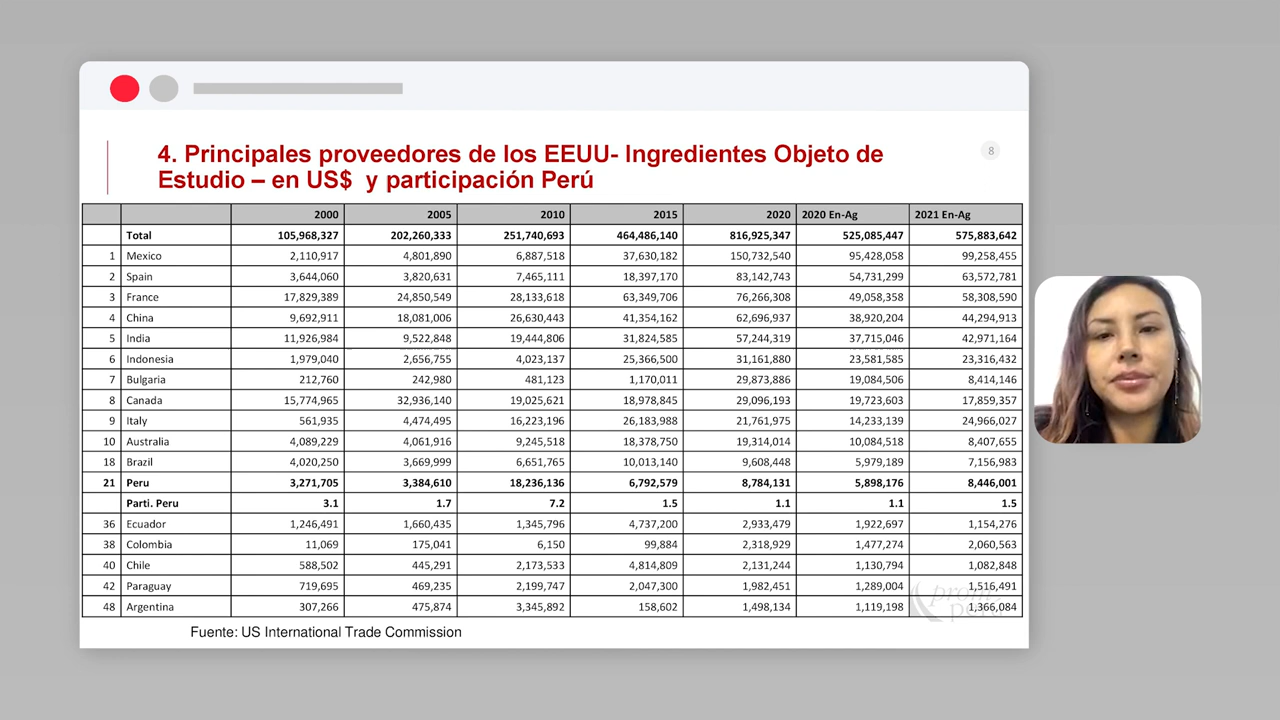 4. Principales proveedores de los EEUU- Ingredientes Objeto de
Estudio – en US$ y participación Perú
8
2000 2005 2010 2015 2020 2020 En-Ag 2021 En-Ag
Total 105,968,327 202,260,333 251,740,693 464,486,140 816,925,347 525,085,447 575,883,642
1 Mexico 2,110,917 4,801,890 6,887,518 37,630,182 150,732,540 95,428,058 99,258,455
2 Spain 3,644,060 3,820,631 7,465,111 18,397,170 83,142,743 54,731,299 63,572,781
3 France 17,829,389 24,850,549 28,133,618 63,349,706 76,266,308 49,058,358 58,308,590
4 China 9,692,911 18,081,006 26,630,443 41,354,162 62,696,937 38,920,204 44,294,913
5 India 11,926,984 9,522,848 19,444,806 31,824,585 57,244,319 37,715,046 42,971,164
6 Indonesia 1,979,040 2,656,755 4,023,137 25,366,500 31,161,880 23,581,585 23,316,432
7 Bulgaria 212,760 242,980 481,123 1,170,011 29,873,886 19,084,506 8,414,146
8 Canada 15,774,965 32,936,140 19,025,621 18,978,845 29,096,193 19,723,603 17,859,357
9 Italy 561,935 4,474,495 16,223,196 26,183,988 21,761,975 14,233,139 24,966,027
10 Australia 4,089,229 4,061,916 9,245,518 18,378,750 19,314,014 10,084,518 8,407,655
18 Brazil 4,020,250 3,669,999 6,651,765 10,013,140 9,608,448 5,979,189 7,156,983
21 Peru 3,271,705 3,384,610 18,236,136 6,792,579 8,784,131 5,898,176 8,446,001
Parti. Peru 3.1 1.7 7.2 1.5 1.1 1.1 1.5
36 Ecuador 1,246,491 1,660,435 1,345,796 4,737,200 2,933,479 1,922,697 1,154,276
38 Colombia 11,069 175,041 6,150 99,884 2,318,929 1,477,274 2,060,563
40 Chile 588,502 445,291 2,173,533 4,814,809 2,131,244 1,130,794 1,082,848
42 Paraguay 719,695 469,235 2,199,747 2,047,300 1,982,451 1,289,004 1,516,491
48 Argentina 307,266 475,874 3,345,892 158,602 1,498,134 1,119,198 1,366,084
Fuente: US International Trade Commission